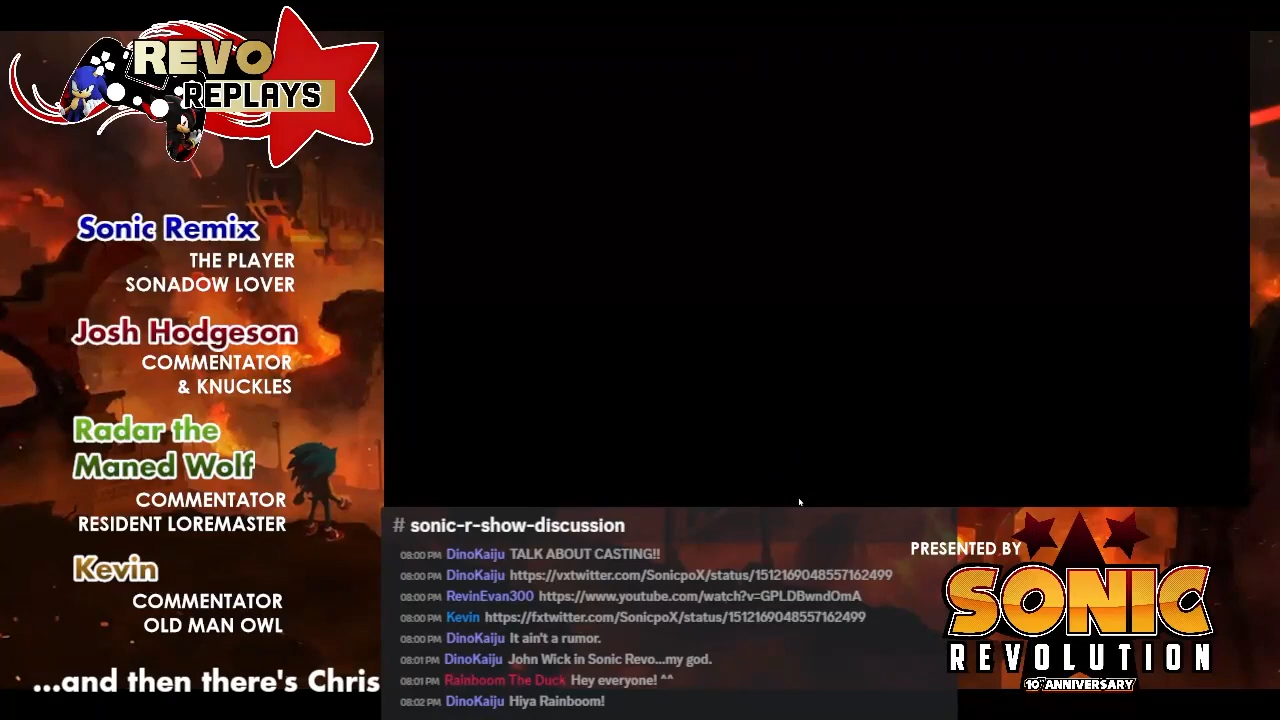 REVO
REPLAYS
Sonic Remix
THE PLAYER
SONADOW LOVER
Josh Hodgeson
COMMENTATOR
& KNUCKLES
Radar the
Maned Wolf
COMMENTATOR
RESIDENT LOREMASTER
Kevin
COMMENTATOR
OLD MAN OWL
...and then there's Chris
# sonic-r-show-discussion
08:00 PM DinoKaiju TALK ABOUT CASTING!!
08:00 PM DinoKaiju https://vxtwitter.com/SonicpoX/status/1512169048557162499
08:00 PM RevinEvan300 https://www.youtube.com/watch?v=GPLDBwndOmA
08:00 PM Kevin https://fxtwitter.com/SonicpoX/status/1512169048557162499
08:00 PM DinoKaiju It ain't a rumor.
08:01 PM DinoKaiju John Wick in Sonic Revo...my god.
08:01 PM Rainboom The Duck Hey everyone! ^^
08:02 PM DinoKaiju Hiya Rainboom!
PRESENTED BY
SONIC
REVOLUTION
10TH ANNIVERSARY